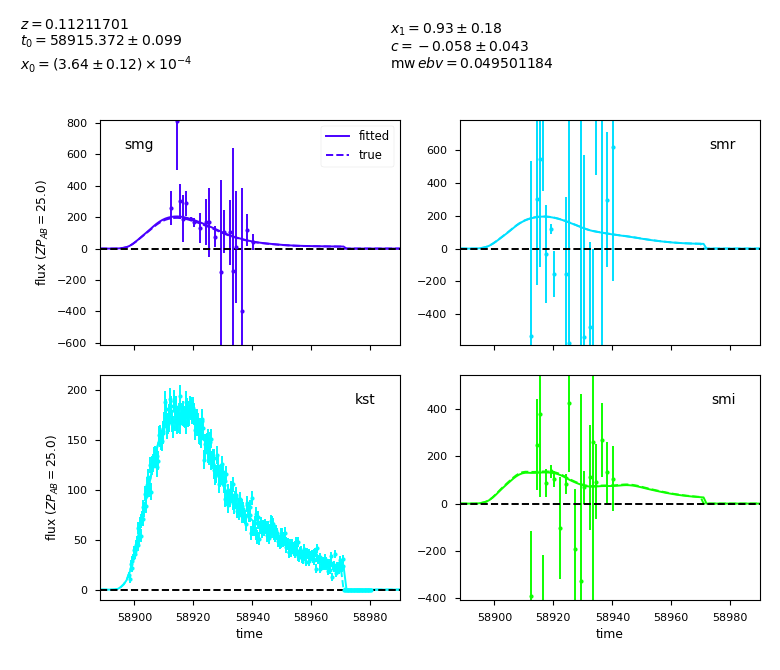 z = 0.11211701
t₀ = 58915.372 ± 0.099
x₀ = (3.64 ± 0.12) × 10⁻⁴
x₁ = 0.93 ± 0.18
c = −0.058 ± 0.043
mw ebv = 0.049501184
smg
fitted
true
800
600
400
200
0
−200
−400
−600
flux (ZP_AB = 25.0)
smr
600
400
200
0
−200
−400
kst
200
150
100
50
0
flux (ZP_AB = 25.0)
58900 58920 58940 58960 58980
time
smi
400
200
0
−200
−400
58900 58920 58940 58960 58980
time